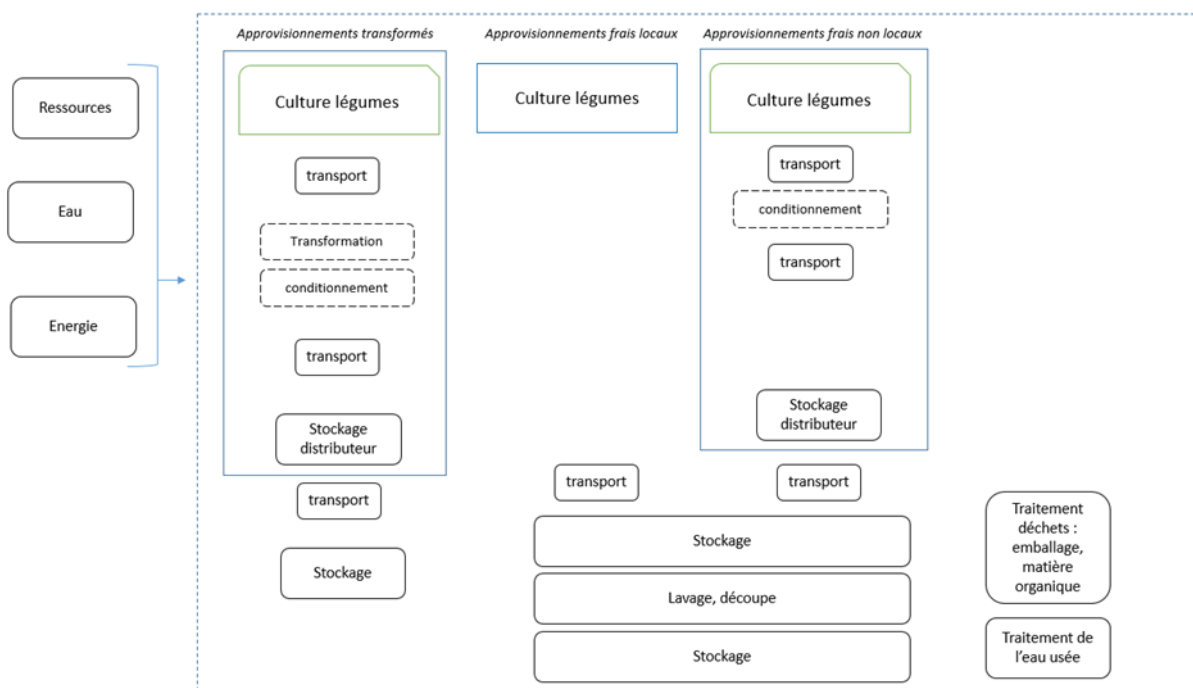 Approvisionnements transformés
Approvisionnements frais locaux
Approvisionnements frais non locaux
Ressources
Eau
Energie
Culture légumes
transport
Transformation
conditionnement
transport
Stockage
distributeur
transport
Stockage
Culture légumes
Culture légumes
transport
conditionnement
transport
Stockage
distributeur
transport
transport
Stockage
Lavage, découpe
Stockage
Traitement
déchets :
emballage,
matière
organique
Traitement de
l'eau usée